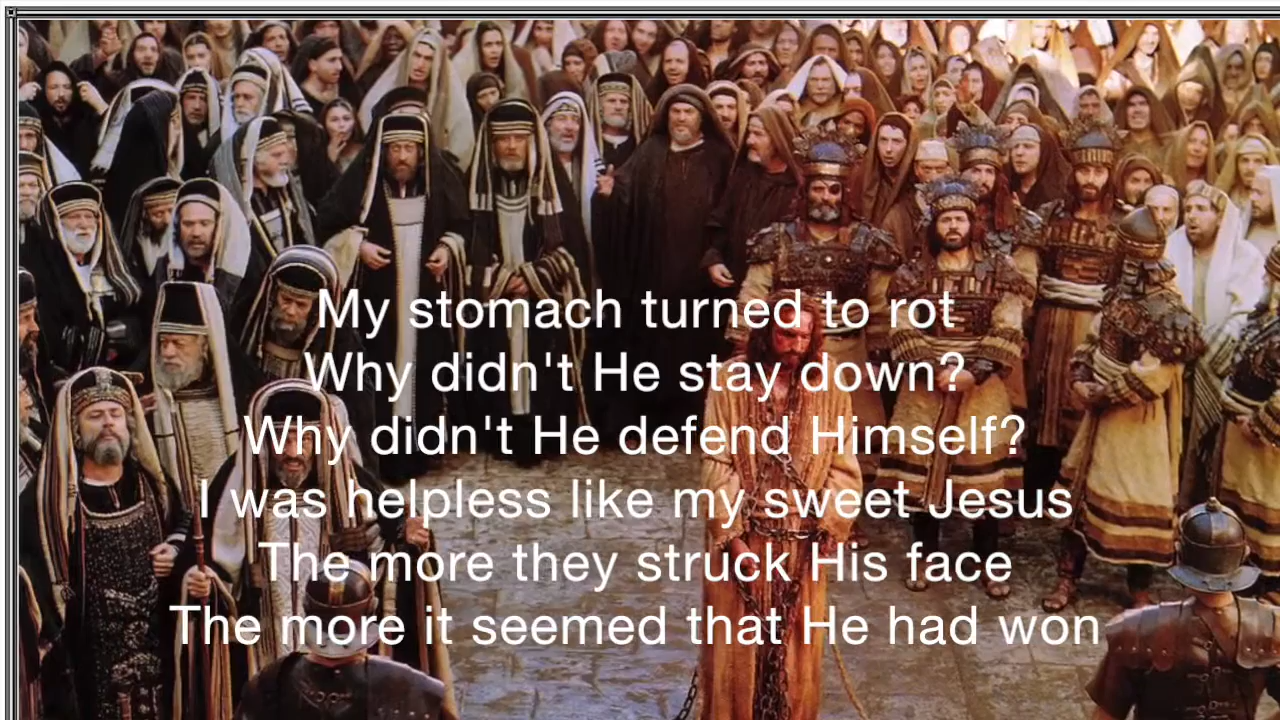 My stomach turned to rot
Why didn't He stay down?
Why didn't He defend Himself?
I was helpless like my sweet Jesus
The more they struck His face
The more it seemed that He had won